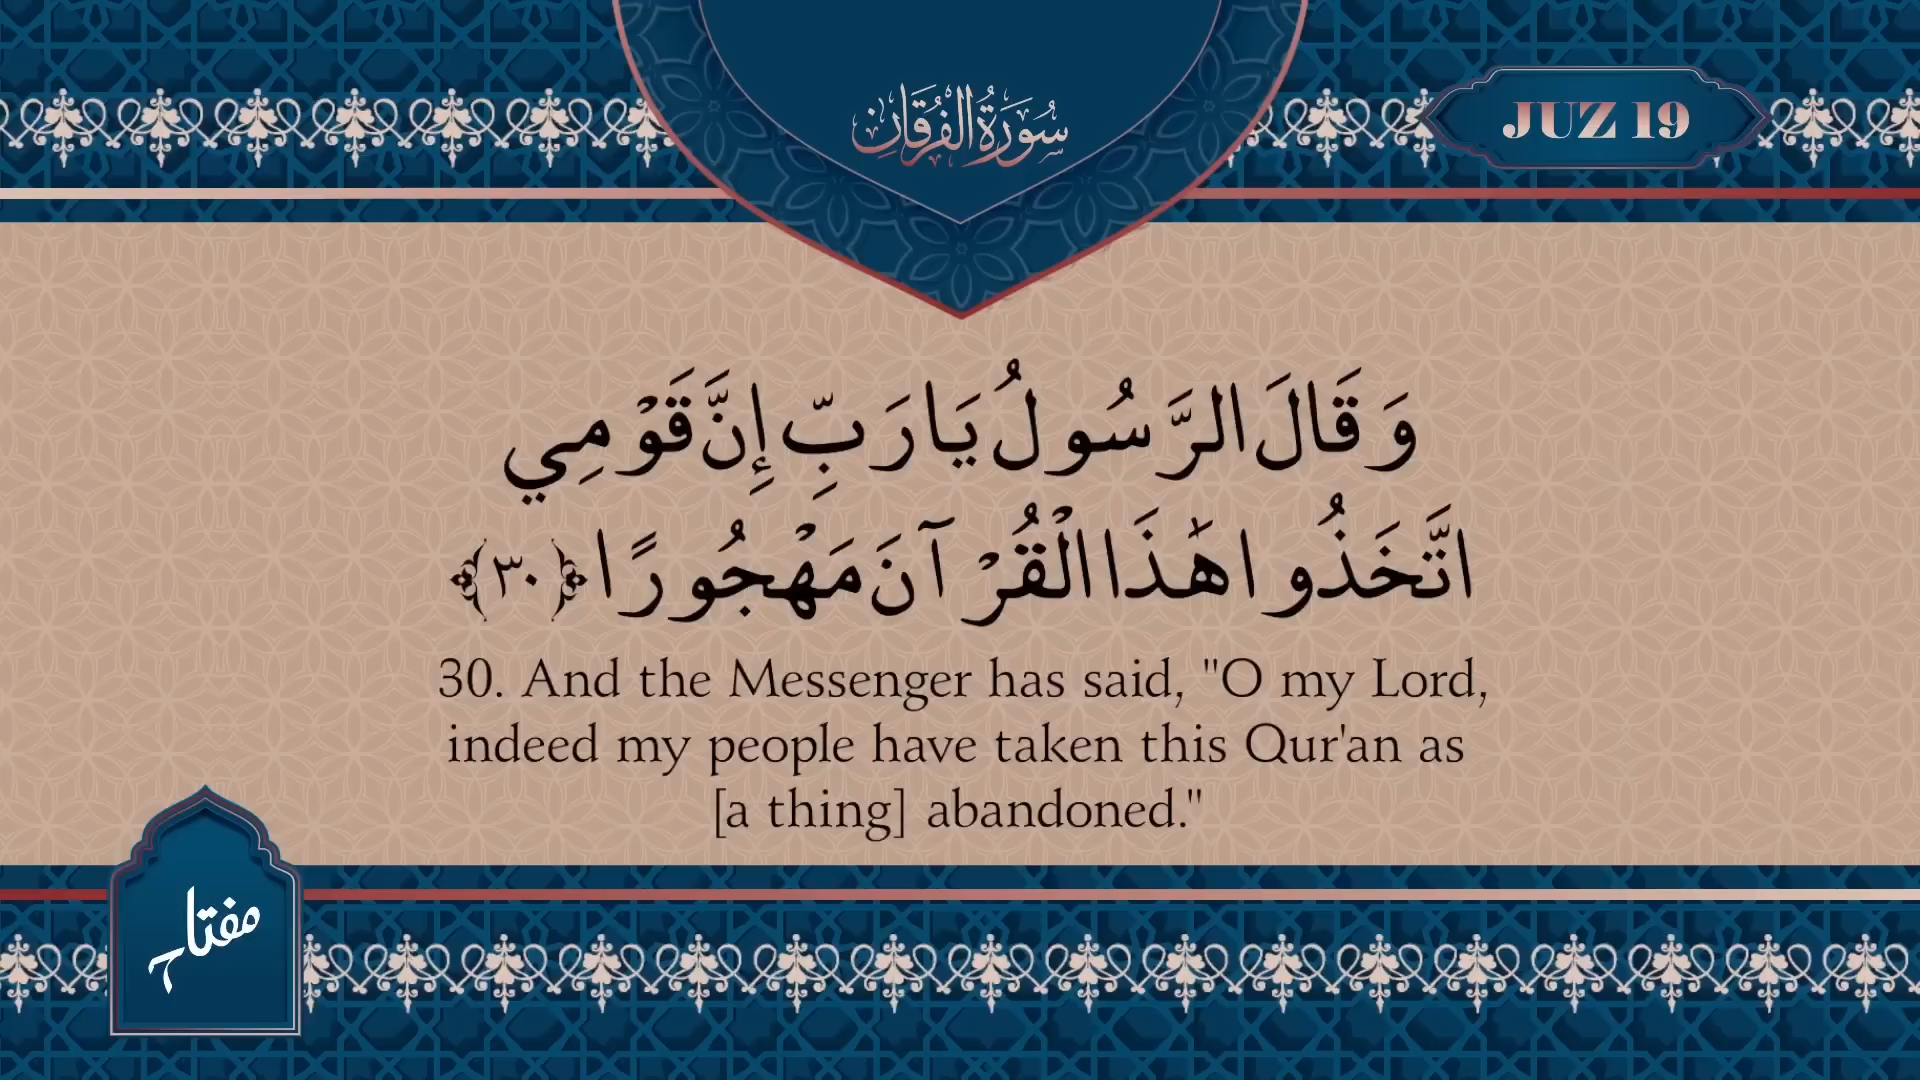 سُورَةُ الْفُرْقَانِ
JUZ 19
وَقَالَ الرَّسُولُ يَا رَبِّ إِنَّ قَوْمِي
اتَّخَذُوا هَٰذَا الْقُرْآنَ مَهْجُورًا ﴿٣٠﴾
30. And the Messenger has said, "O my Lord,
indeed my people have taken this Qur'an as
[a thing] abandoned."
مفتاح